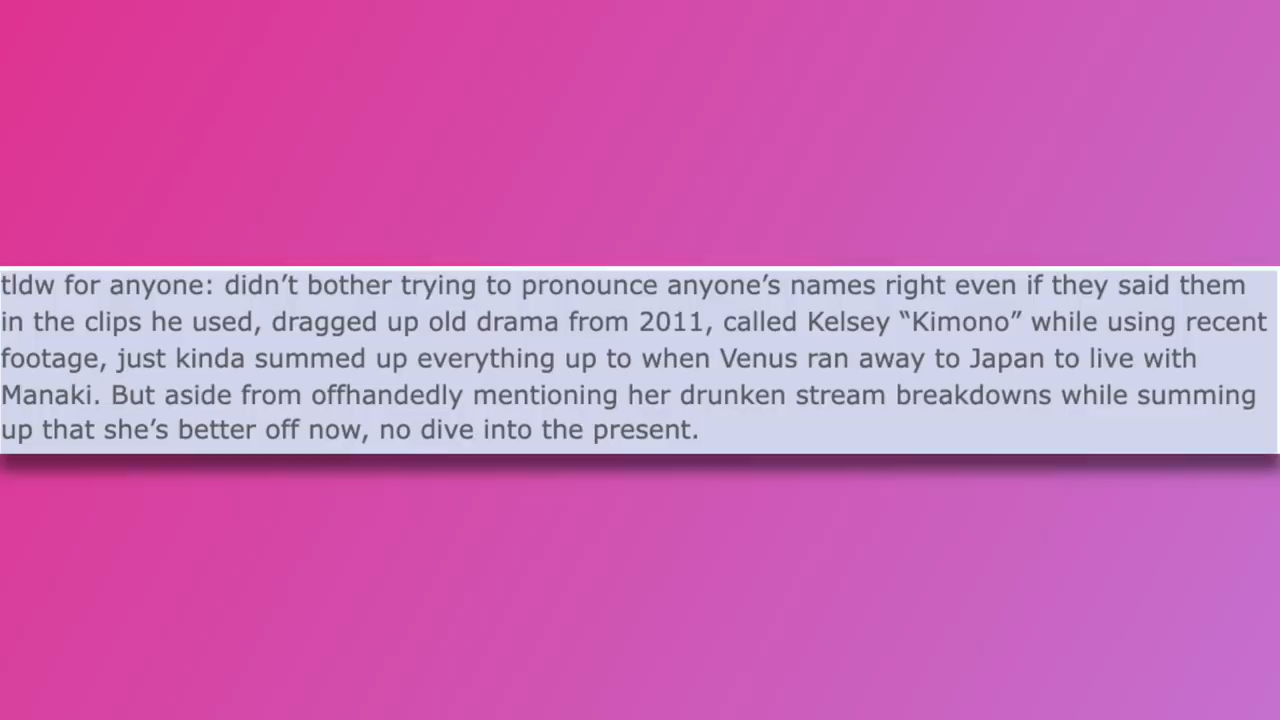 tldw for anyone: didn’t bother trying to pronounce anyone’s names right even if they said them
in the clips he used, dragged up old drama from 2011, called Kelsey “Kimono” while using recent
footage, just kinda summed up everything up to when Venus ran away to Japan to live with
Manaki. But aside from offhandedly mentioning her drunken stream breakdowns while summing
up that she’s better off now, no dive into the present.